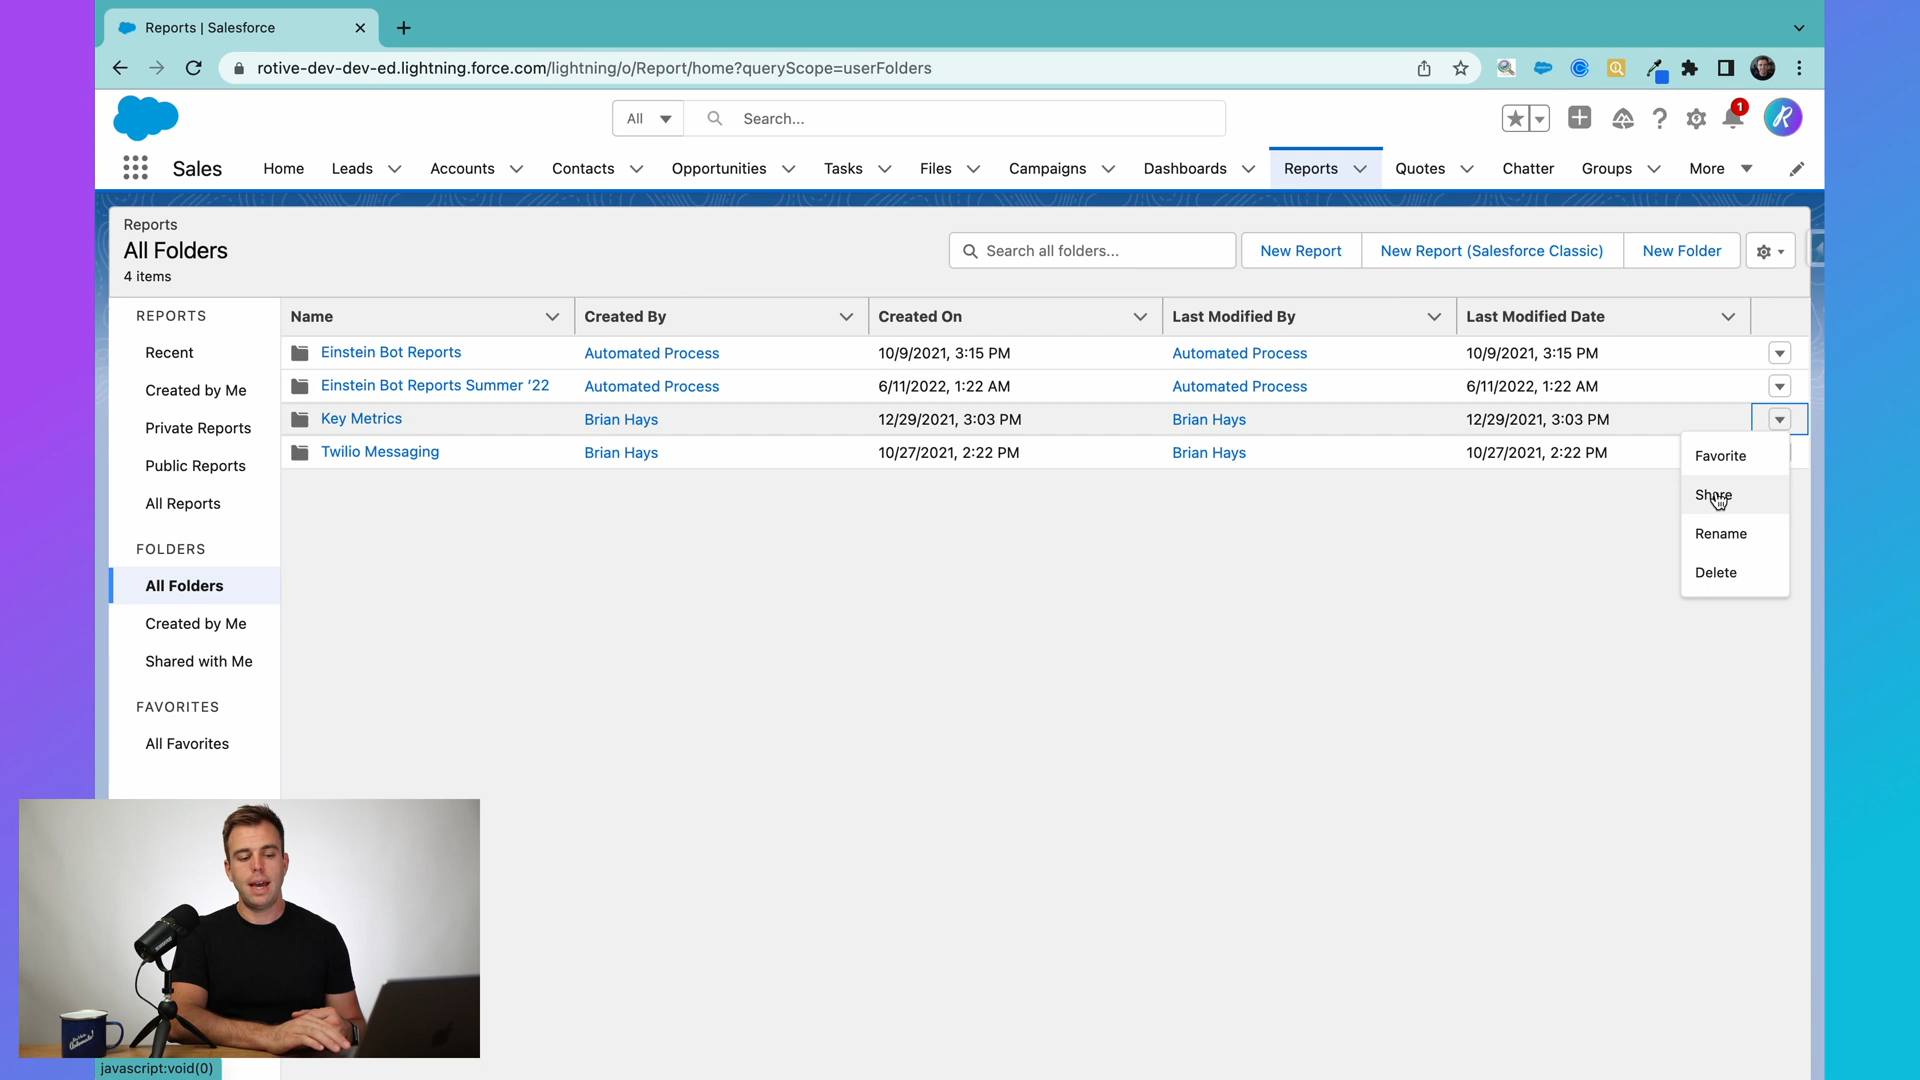 Reports | Salesforce
rotive-dev-dev-ed.lightning.force.com/lightning/o/Report/home?queryScope=userFolders
All
Search...
1
Sales
Home
Leads
Accounts
Contacts
Opportunities
Tasks
Files
Campaigns
Dashboards
Reports
Quotes
Chatter
Groups
More
Reports
All Folders
4 items
Search all folders...
New Report
New Report (Salesforce Classic)
New Folder
REPORTS
Recent
Created by Me
Private Reports
Public Reports
All Reports
FOLDERS
All Folders
Created by Me
Shared with Me
FAVORITES
All Favorites
Name Created By Created On Last Modified By Last Modified Date
Einstein Bot Reports Automated Process 10/9/2021, 3:15 PM Automated Process 10/9/2021, 3:15 PM
Einstein Bot Reports Summer '22 Automated Process 6/11/2022, 1:22 AM Automated Process 6/11/2022, 1:22 AM
Key Metrics Brian Hays 12/29/2021, 3:03 PM Brian Hays 12/29/2021, 3:03 PM
Twilio Messaging Brian Hays 10/27/2021, 2:22 PM Brian Hays 10/27/2021, 2:22 PM
Favorite
Share
Rename
Delete
javascript:void(0)